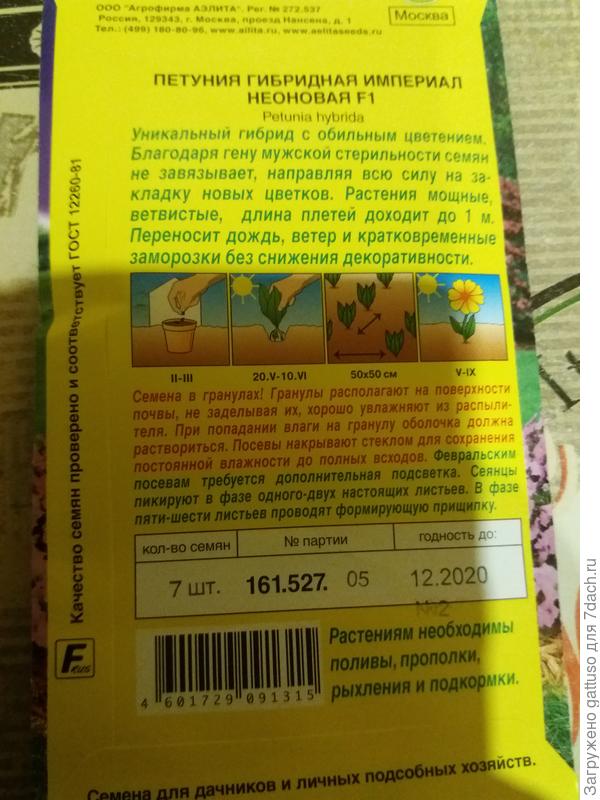 ООО "Агрофирма АЭЛИТА". Рег. № 272.537
Россия, 129343, г. Москва, проезд Нансена, д. 1
Тел.: (499) 180-80-96, www.ailita.ru, www.aelitaseeds.ru
Москва
ПЕТУНИЯ ГИБРИДНАЯ ИМПЕРИАЛ
НЕОНОВАЯ F1
Petunia hybrida
Уникальный гибрид с обильным цветением.
Благодаря гену мужской стерильности семян
не завязывает, направляя всю силу на за-
кладку новых цветков. Растения мощные,
ветвистые, длина плетей доходит до 1 м.
Переносит дождь, ветер и кратковременные
заморозки без снижения декоративности.
II-III
20.V-10.VI
50x50 см
V-IX
Семена в гранулах! Гранулы располагают на поверхности
почвы, не заделывая их, хорошо увлажняют из распыли-
теля. При попадании влаги на гранулу оболочка должна
раствориться. Посевы накрывают стеклом для сохранения
постоянной влажности до полных всходов. Февральским
посевам требуется дополнительная подсветка. Сеянцы
пикируют в фазе одного-двух настоящих листьев. В фазе
пяти-шести листьев проводят формирующую прищипку.
кол-во семян
№ партии
годность до:
7 шт.
161.527. 05
12.2020
№2
F RUS
4 601729 091315
Растениям необходимы
поливы, прополки,
рыхления и подкормки.
Семена для дачников и личных подсобных хозяйств.
Качество семян проверено и соответствует ГОСТ 12260-81
Загружено gattuso для 7dach.ru